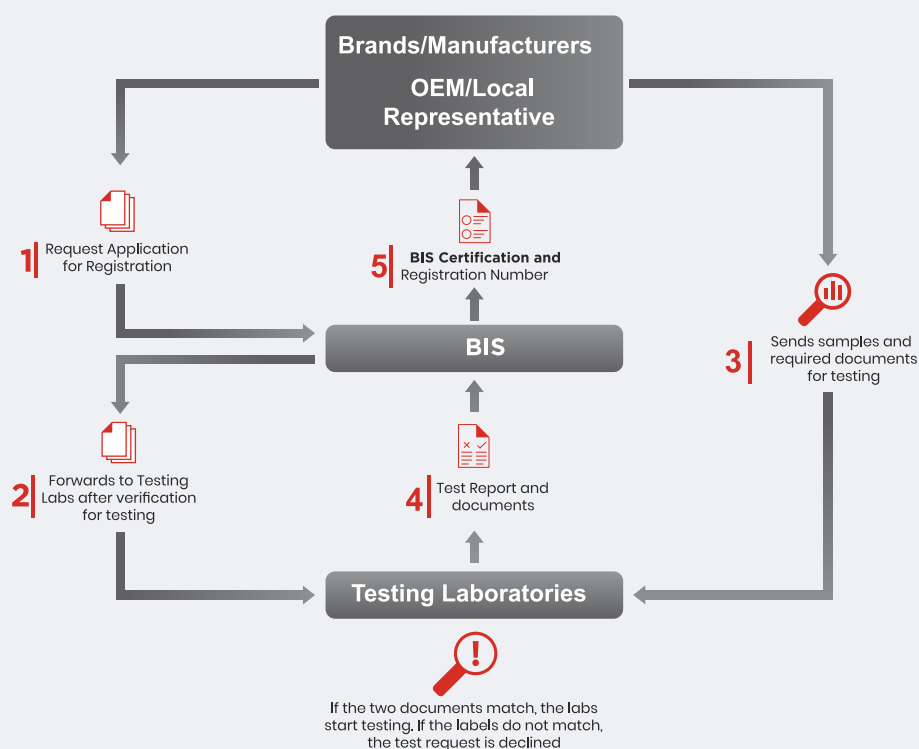 Brands/Manufacturers
OEM/Local
Representative
1
Request Application
for Registration
5
BIS Certification and
Registration Number
BIS
3
Sends samples and
required documents
for testing
2
Forwards to Testing
Labs after verification
for testing
4
Test Report and
documents
Testing Laboratories
!
If the two documents match, the labs
start testing. If the labels do not match,
the test request is declined